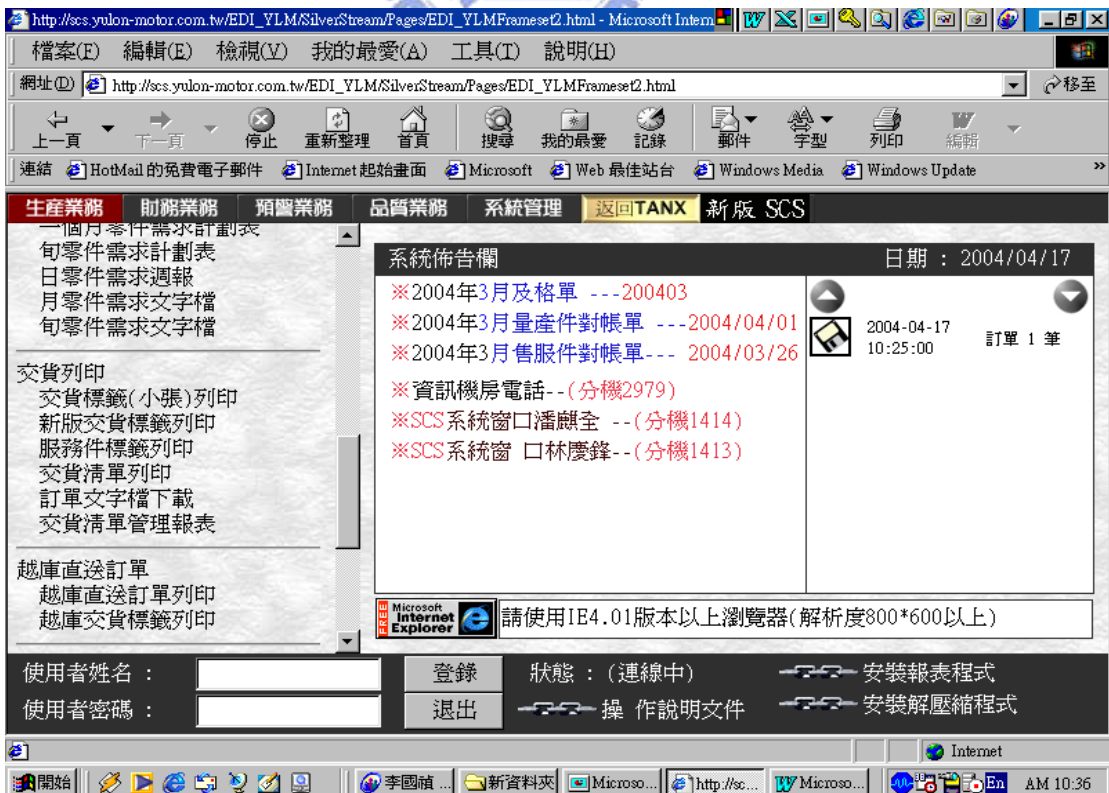 http://scs.yulon-motor.com.tw/EDI_YLM/SilverStream/Pages/EDI_YLMFrameset2.html - Microsoft Intern
檔案(F) 編輯(E) 檢視(V) 我的最愛(A) 工具(T) 說明(H)
網址(D) http://scs.yulon-motor.com.tw/EDI_YLM/SilverStream/Pages/EDI_YLMFrameset2.html 移至
上一頁 下一頁 停止 重新整理 首頁 搜尋 我的最愛 記錄 郵件 字型 列印 編輯
連結 HotMail 的免費電子郵件 Internet 起始畫面 Microsoft Web 最佳站台 Windows Media Windows Update »
生産業務 財務業務 預警業務 品質業務 系統管理 返回TANX 新版 SCS
一個月零件需求計劃表
旬零件需求計劃表
日零件需求週報
月零件需求文字檔
旬零件需求文字檔
交貨列印
交貨標籤(小張)列印
新版交貨標籤列印
服務件標籤列印
交貨清單列印
訂單文字檔下載
交貨清單管理報表
越庫直送訂單
越庫直送訂單列印
越庫交貨標籤列印
系統佈告欄 日期 : 2004/04/17
※2004年3月及格單 ---200403
※2004年3月量產件對帳單 ---2004/04/01
※2004年3月售服件對帳單--- 2004/03/26
※資訊機房電話--(分機2979)
※SCS系統窗口潘麒全 --(分機1414)
※SCS系統窗 口林慶鋒--(分機1413)
2004-04-17
10:25:00
訂單 1 筆
FREE Microsoft Internet Explorer
請使用IE4.01版本以上瀏覽器(解析度800*600以上)
使用者姓名 : 登錄 狀態 : (連線中) 安裝報表程式
使用者密碼 : 退出 操 作說明文件 安裝解壓縮程式
Internet
開始 李國禎 ... 新資料夾 Microso... http://sc... Microso... En AM 10:36